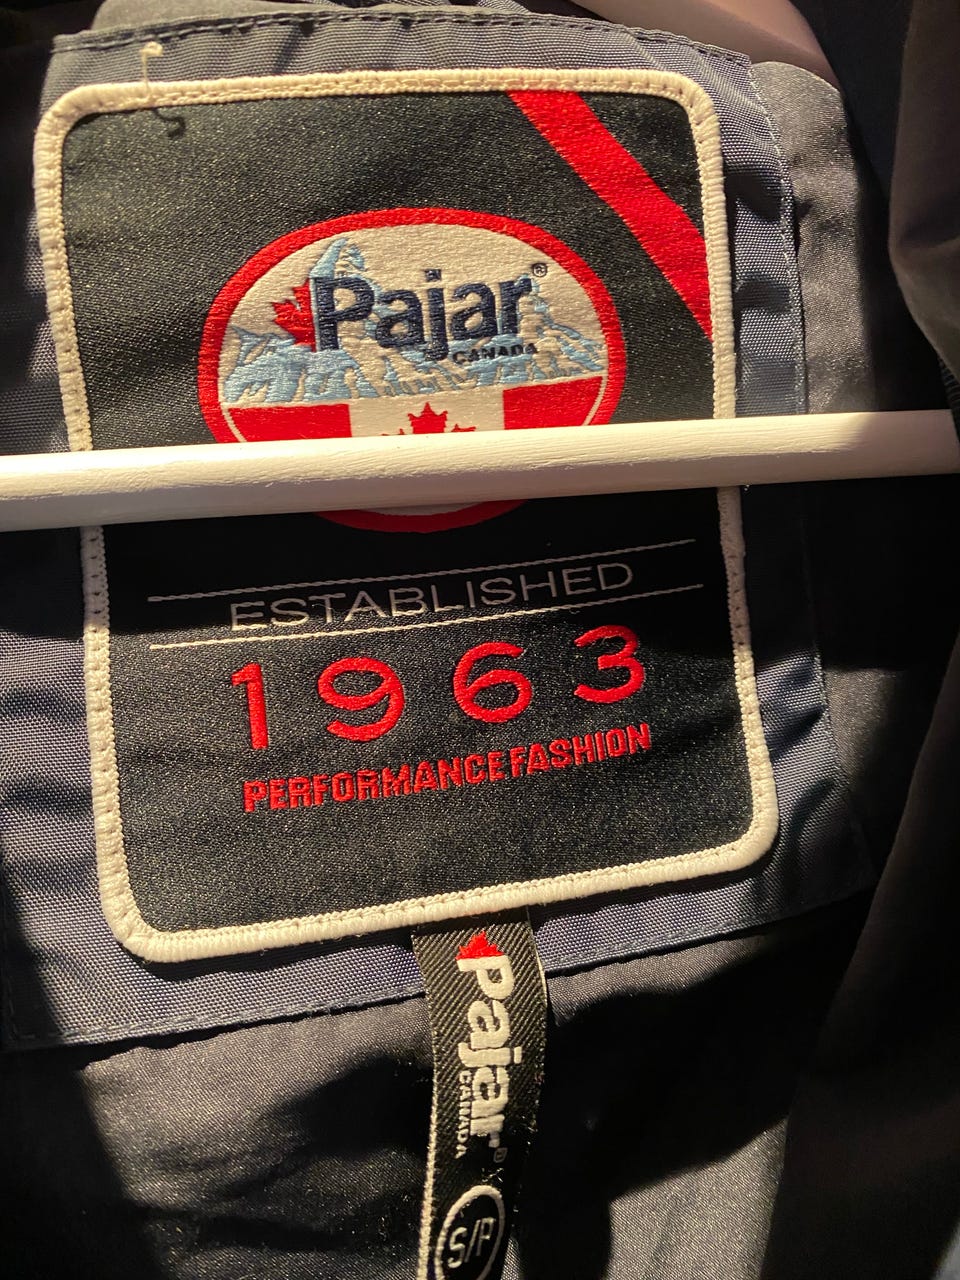 Pajar®
CANADA
ESTABLISHED
1963
PERFORMANCE FASHION
Pajar®
CANADA
S/P